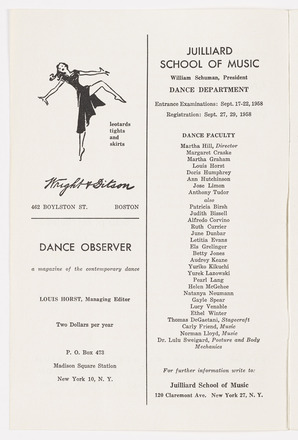 leotards
tights
and
skirts
Wright & Ditson
462 BOYLSTON ST. BOSTON
DANCE OBSERVER
a magazine of the contemporary dance
LOUIS HORST, Managing Editor
Two Dollars per year
P. O. Box 473
Madison Square Station
New York 10, N. Y.
JUILLIARD
SCHOOL OF MUSIC
William Schuman, President
DANCE DEPARTMENT
Entrance Examinations: Sept. 17-22, 1958
Registration: Sept. 27, 29, 1958
DANCE FACULTY
Martha Hill, Director
Margaret Craske
Martha Graham
Louis Horst
Doris Humphrey
Ann Hutchinson
Jose Limon
Anthony Tudor
also
Patricia Birsh
Judith Bissell
Alfredo Corvino
Ruth Currier
June Dunbar
Letitia Evans
Els Grelinger
Betty Jones
Audrey Keane
Yuriko Kikuchi
Yurek Lazowski
Pearl Lang
Helen McGehee
Natanya Neumann
Gayle Spear
Lucy Venable
Ethel Winter
Thomas DeGaetani, Stagecraft
Carly Friend, Music
Norman Lloyd, Music
Dr. Lulu Sweigard, Posture and Body
Mechanics
For further information write to:
Juilliard School of Music
120 Claremont Ave. New York 27, N. Y.